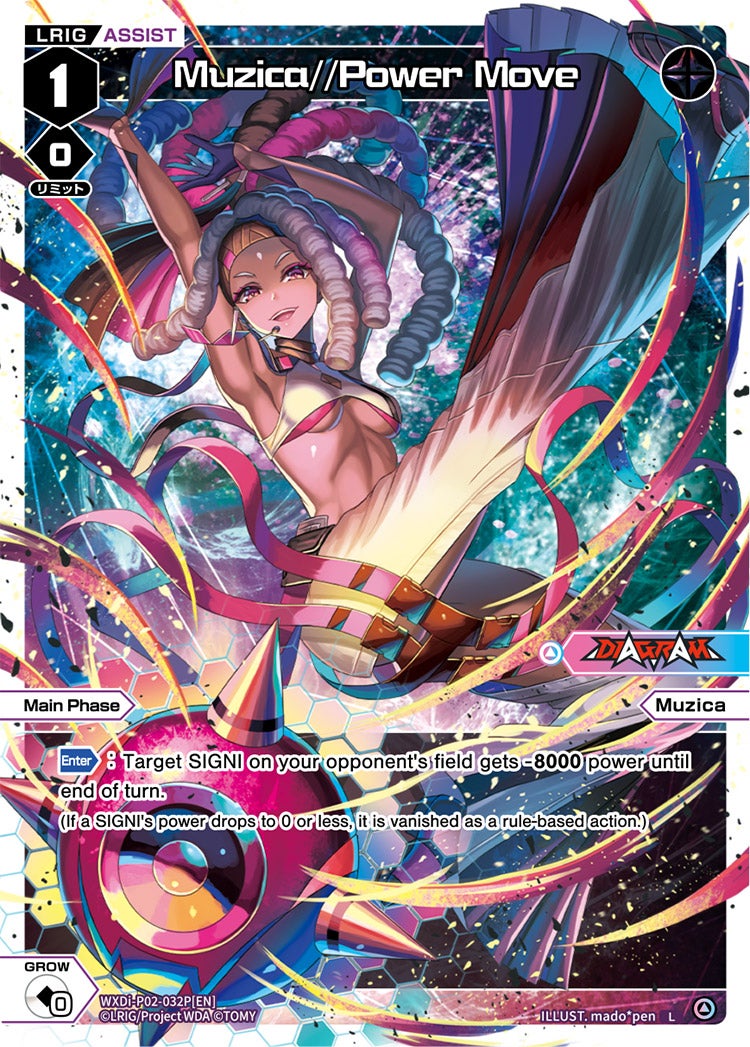 LRIG ASSIST
Muzica//Power Move
1
0
リミット
DIAGRAM
Main Phase
Muzica
Enter : Target SIGNI on your opponent's field gets -8000 power until
end of turn.
(If a SIGNI's power drops to 0 or less, it is vanished as a rule-based action.)
GROW
0
WXDi-P02-032P[EN]
©LRIG/Project WDA ©TOMY
ILLUST. mado*pen L